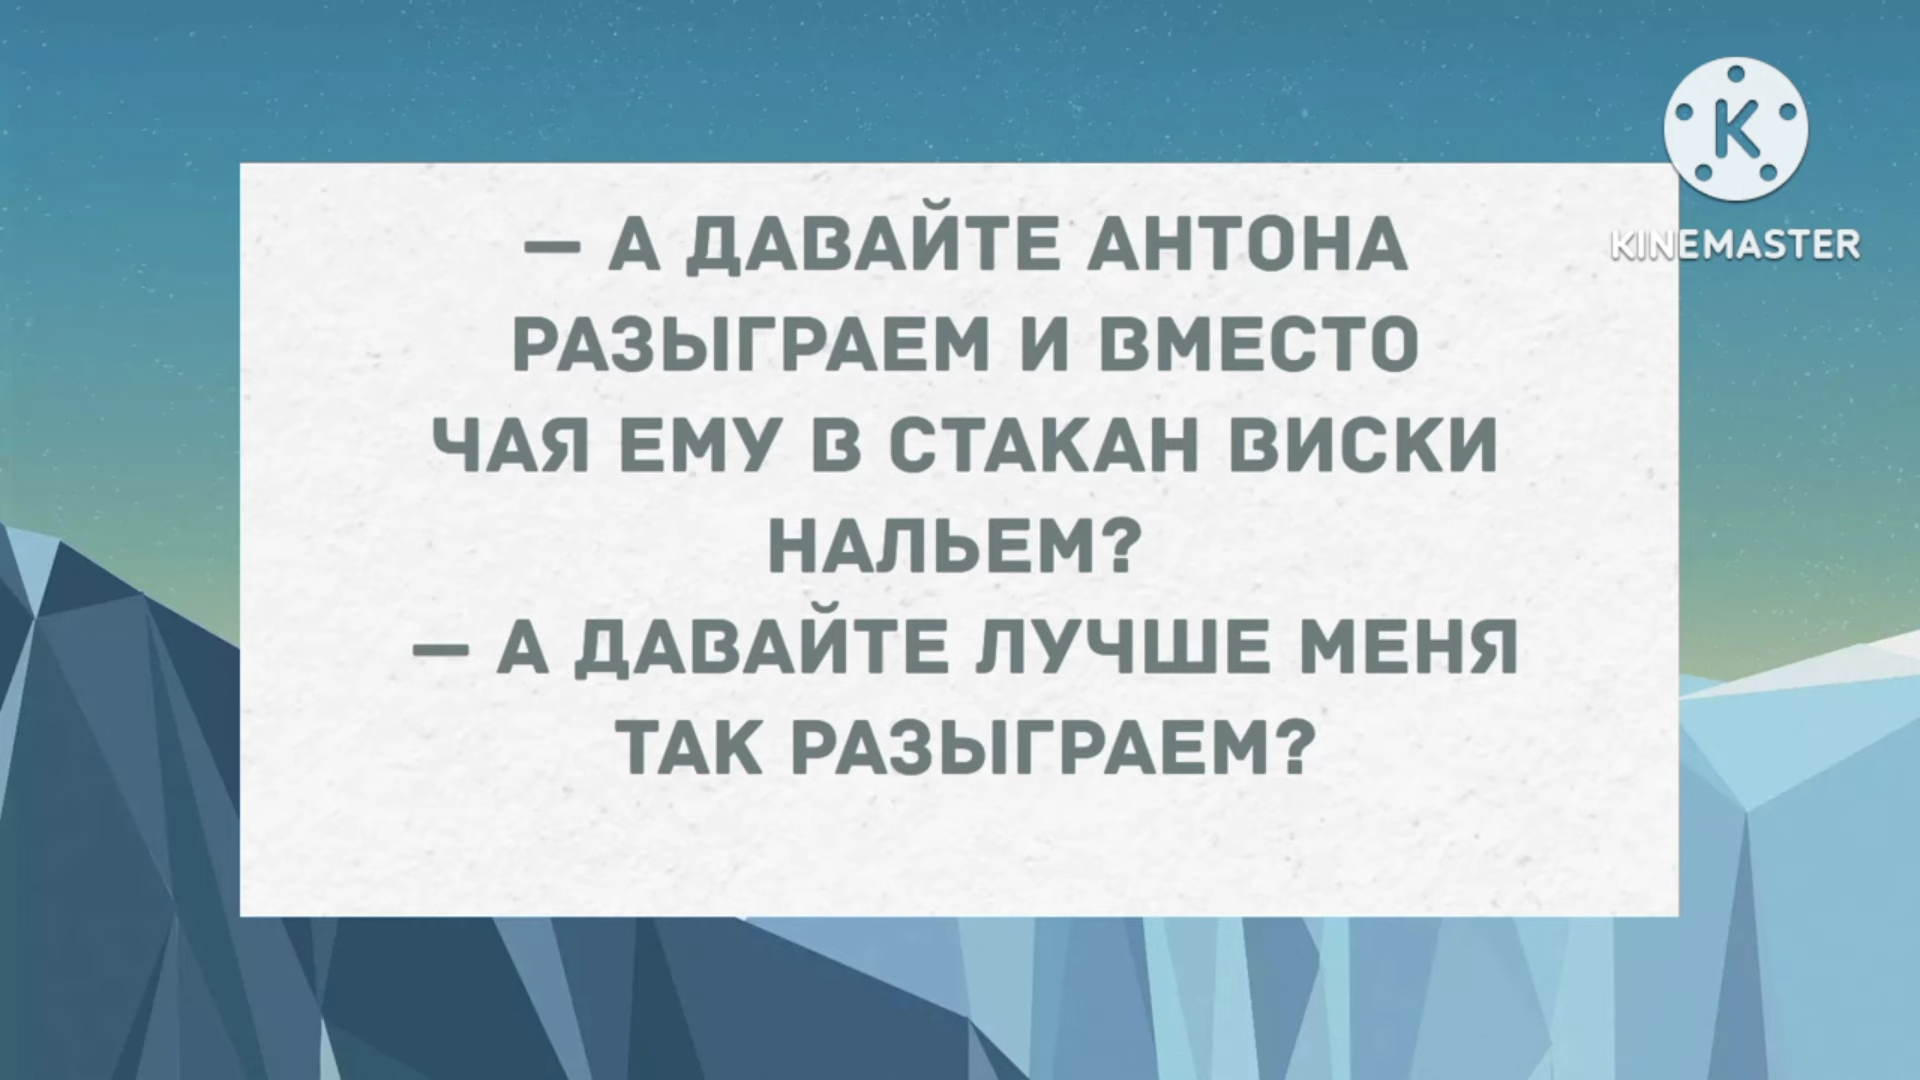 — А ДАВАЙТЕ АНТОНА
РАЗЫГРАЕМ И ВМЕСТО
ЧАЯ ЕМУ В СТАКАН ВИСКИ
НАЛЬЕМ?
— А ДАВАЙТЕ ЛУЧШЕ МЕНЯ
ТАК РАЗЫГРАЕМ?
K
KINEMASTER